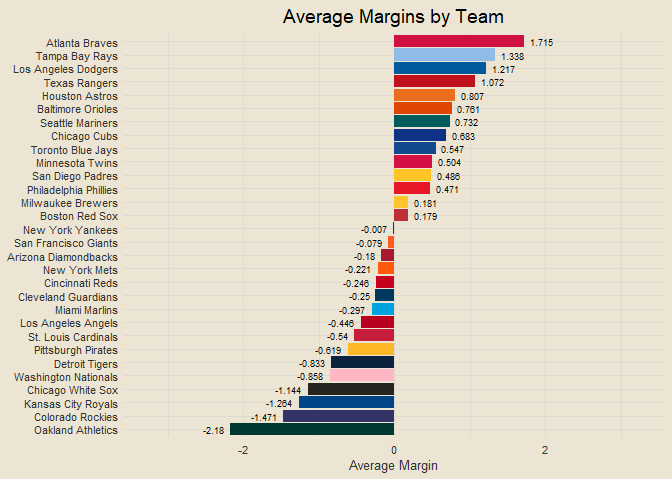 Average Margins by Team
Atlanta Braves 1.715
Tampa Bay Rays 1.338
Los Angeles Dodgers 1.217
Texas Rangers 1.072
Houston Astros 0.807
Baltimore Orioles 0.761
Seattle Mariners 0.732
Chicago Cubs 0.683
Toronto Blue Jays 0.547
Minnesota Twins 0.504
San Diego Padres 0.486
Philadelphia Phillies 0.471
Milwaukee Brewers 0.181
Boston Red Sox 0.179
New York Yankees -0.007
San Francisco Giants -0.079
Arizona Diamondbacks -0.18
New York Mets -0.221
Cincinnati Reds -0.246
Cleveland Guardians -0.25
Miami Marlins -0.297
Los Angeles Angels -0.446
St. Louis Cardinals -0.54
Pittsburgh Pirates -0.619
Detroit Tigers -0.833
Washington Nationals -0.858
Chicago White Sox -1.144
Kansas City Royals -1.264
Colorado Rockies -1.471
Oakland Athletics -2.18
-2 0 2
Average Margin